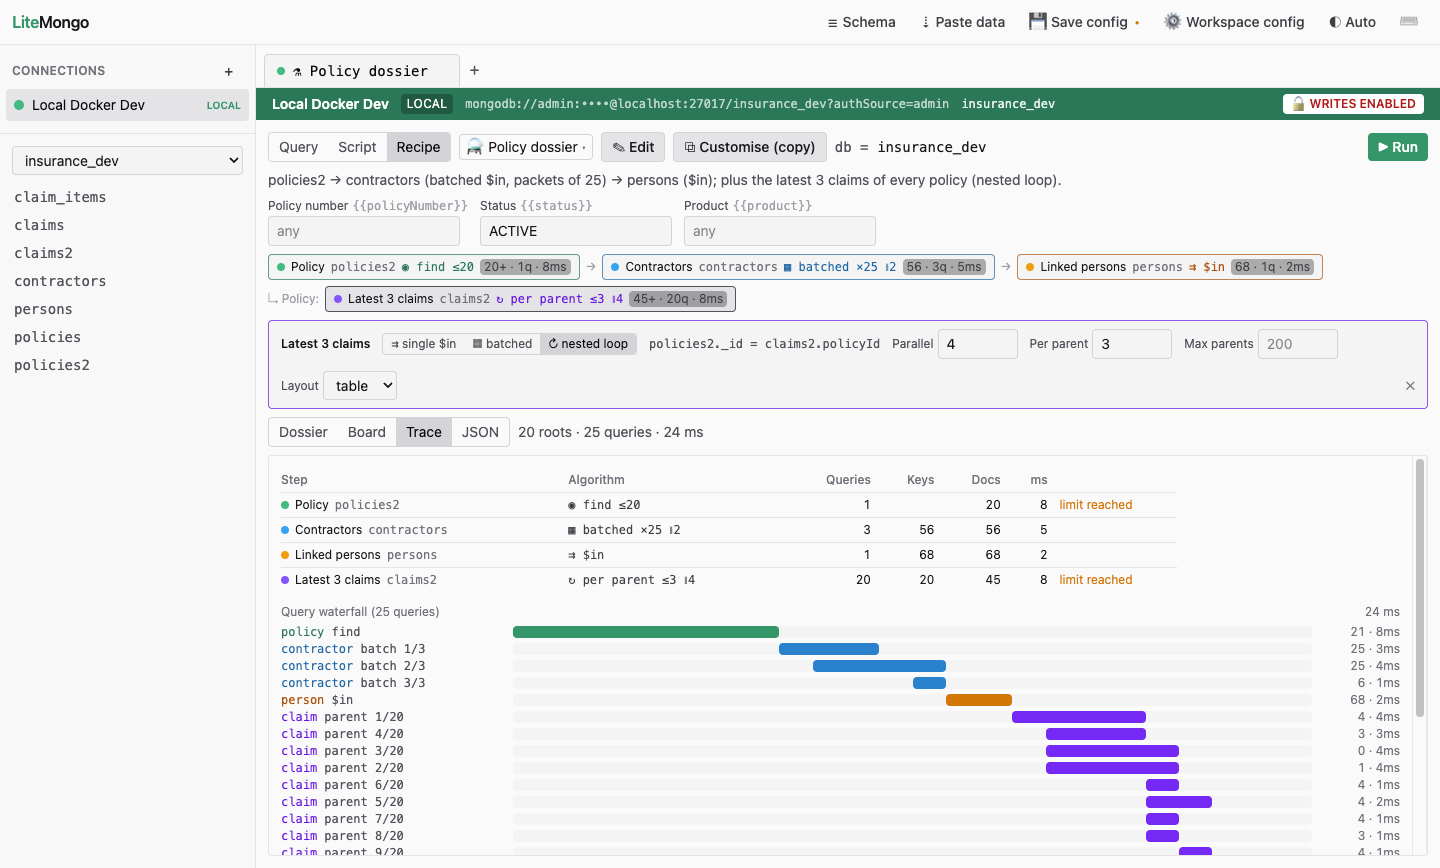 LiteMongo
≡ Schema ⇣ Paste data 💾 Save config • ⚙ Workspace config ◐ Auto ⌨
CONNECTIONS +
Local Docker Dev LOCAL
insurance_dev
claim_items
claims
claims2
contractors
persons
policies
policies2
⚗ Policy dossier +
Local Docker Dev LOCAL mongodb://admin:••••@localhost:27017/insurance_dev?authSource=admin insurance_dev 🔓 WRITES ENABLED
Query Script Recipe Policy dossier · ✎ Edit ⧉ Customise (copy) db = insurance_dev ▶ Run
policies2 → contractors (batched $in, packets of 25) → persons ($in); plus the latest 3 claims of every policy (nested loop).
Policy number {{policyNumber}} Status {{status}} Product {{product}}
any ACTIVE any
Policy policies2 ◉ find ≤20 20+ · 1q · 8ms → Contractors contractors ▦ batched ×25 ⫲2 56 · 3q · 5ms → Linked persons persons ⇉ $in 68 · 1q · 2ms
Policy: Latest 3 claims claims2 ↻ per parent ≤3 ⫲4 45+ · 20q · 8ms
Latest 3 claims ⇉ single $in ▦ batched ↻ nested loop policies2._id = claims2.policyId Parallel 4 Per parent 3 Max parents 200
Layout table ×
Dossier Board Trace JSON 20 roots · 25 queries · 24 ms
Step Algorithm Queries Keys Docs ms
Policy policies2 ◉ find ≤20 1 20 8 limit reached
Contractors contractors ▦ batched ×25 ⫲2 3 56 56 5
Linked persons persons ⇉ $in 1 68 68 2
Latest 3 claims claims2 ↻ per parent ≤3 ⫲4 20 20 45 8 limit reached
Query waterfall (25 queries) 24 ms
policy find 21 · 8ms
contractor batch 1/3 25 · 3ms
contractor batch 2/3 25 · 4ms
contractor batch 3/3 6 · 1ms
person $in 68 · 2ms
claim parent 1/20 4 · 4ms
claim parent 4/20 3 · 3ms
claim parent 3/20 0 · 4ms
claim parent 2/20 1 · 4ms
claim parent 6/20 4 · 1ms
claim parent 5/20 4 · 2ms
claim parent 7/20 4 · 1ms
claim parent 8/20 3 · 1ms
claim parent 9/20 4 · 1ms